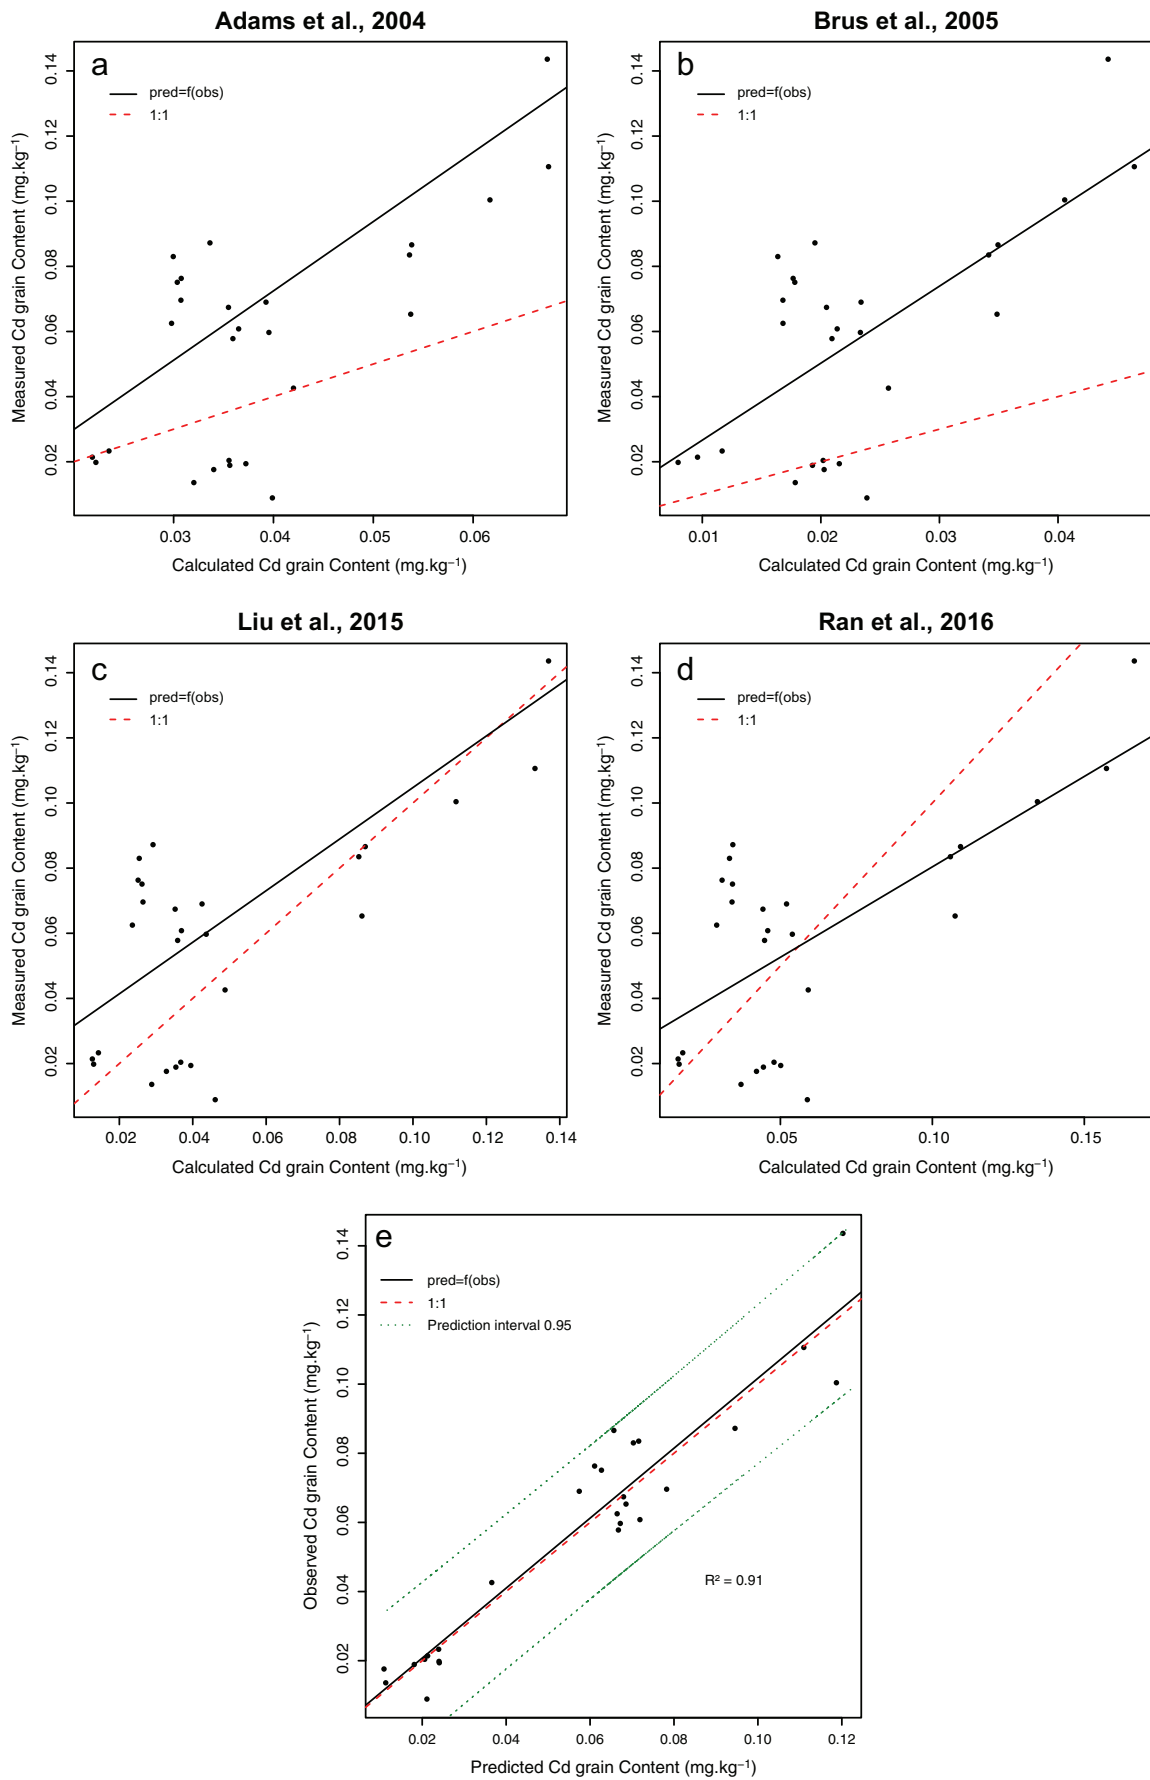 Adams et al., 2004
a
pred=f(obs)
1:1
Measured Cd grain Content (mg.kg⁻¹)
0.14
0.12
0.10
0.08
0.06
0.04
0.02
0.03 0.04 0.05 0.06
Calculated Cd grain Content (mg.kg⁻¹)
Brus et al., 2005
b
pred=f(obs)
1:1
Measured Cd grain Content (mg.kg⁻¹)
0.14
0.12
0.10
0.08
0.06
0.04
0.02
0.01 0.02 0.03 0.04
Calculated Cd grain Content (mg.kg⁻¹)
Liu et al., 2015
c
pred=f(obs)
1:1
Measured Cd grain Content (mg.kg⁻¹)
0.14
0.12
0.10
0.08
0.06
0.04
0.02
0.02 0.04 0.06 0.08 0.10 0.12 0.14
Calculated Cd grain Content (mg.kg⁻¹)
Ran et al., 2016
d
pred=f(obs)
1:1
Measured Cd grain Content (mg.kg⁻¹)
0.14
0.12
0.10
0.08
0.06
0.04
0.02
0.05 0.10 0.15
Calculated Cd grain Content (mg.kg⁻¹)
e
pred=f(obs)
1:1
Prediction interval 0.95
Observed Cd grain Content (mg.kg⁻¹)
0.14
0.12
0.10
0.08
0.06
0.04
0.02
R² = 0.91
0.02 0.04 0.06 0.08 0.10 0.12
Predicted Cd grain Content (mg.kg⁻¹)